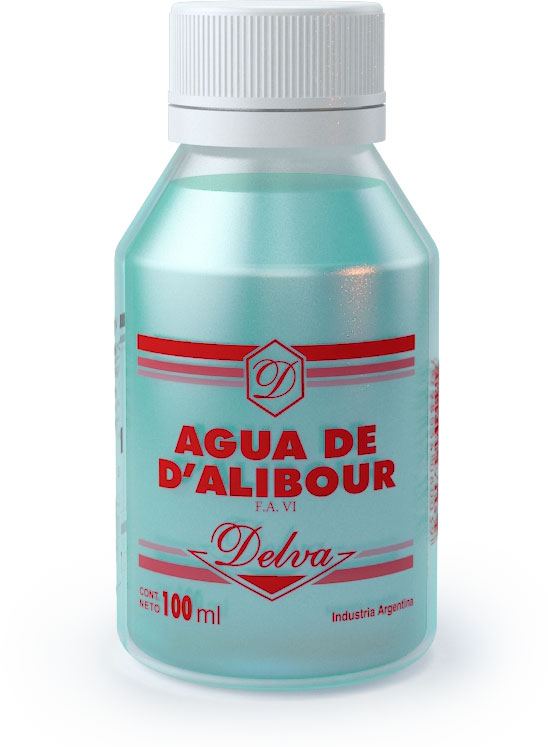 D
AGUA DE
D'ALIBOUR
F.A. VI
Delva
CONT.
NETO 100 ml
Industria Argentina